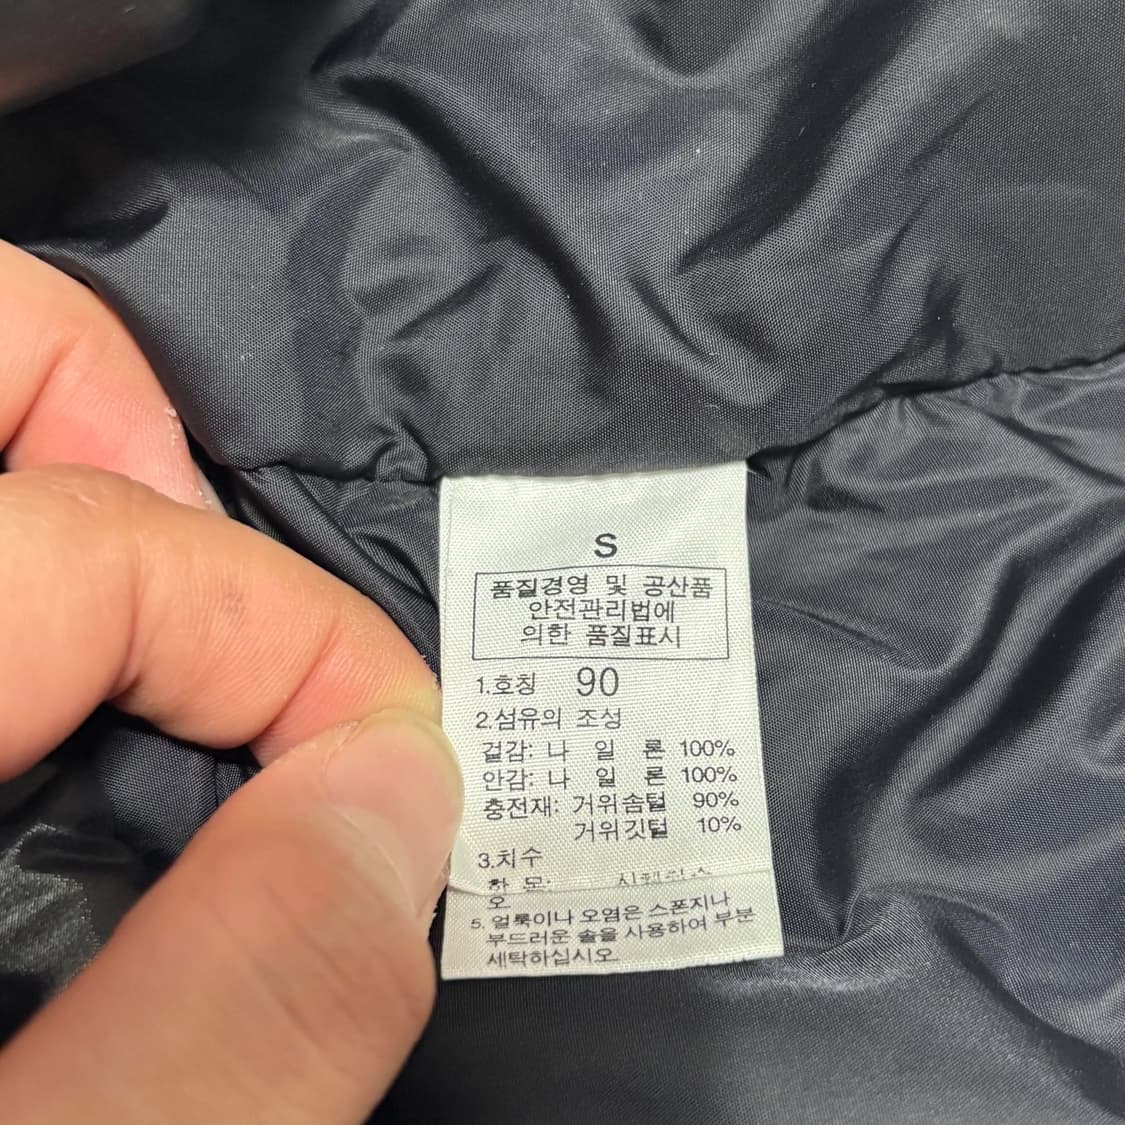 S
품질경영 및 공산품
안전관리법에
의한 품질표시
1.호칭 90
2.섬유의 조성
겉감: 나 일 론 100%
안감: 나 일 론 100%
충전재: 거위솜털 90%
거위깃털 10%
3.치수
항 목:
오
5. 얼룩이나 오염은 스폰지나
부드러운 솔을 사용하여 부분
세탁하십시오.